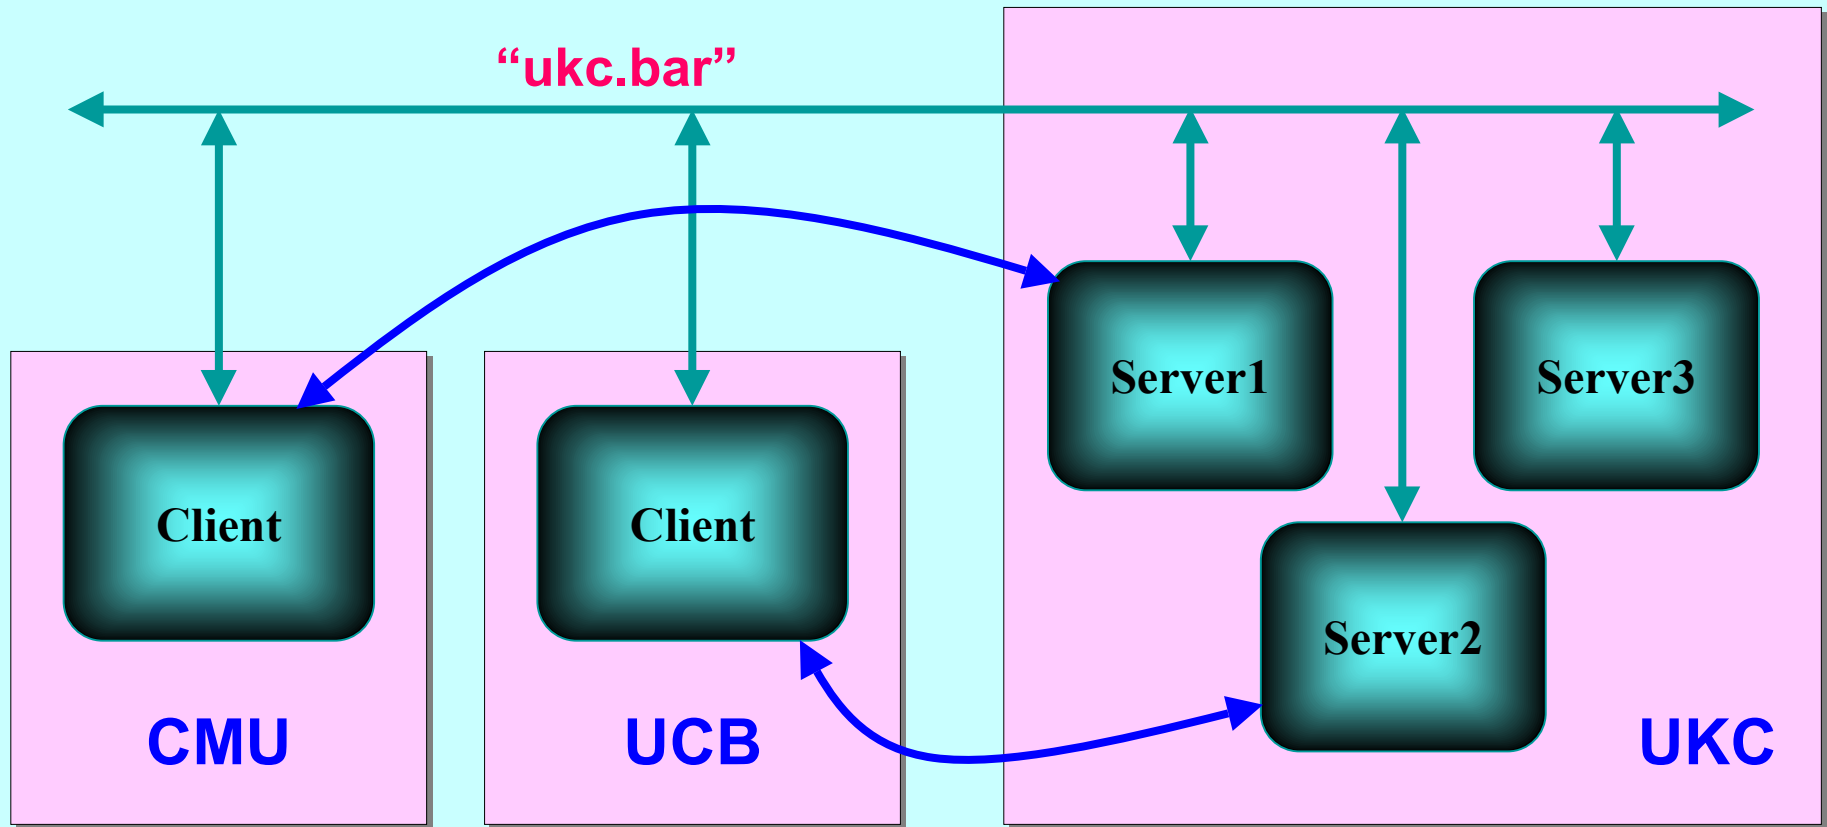 “ukc.bar”
Server1
Server3
Client
Client
Server2
CMU
UCB
UKC